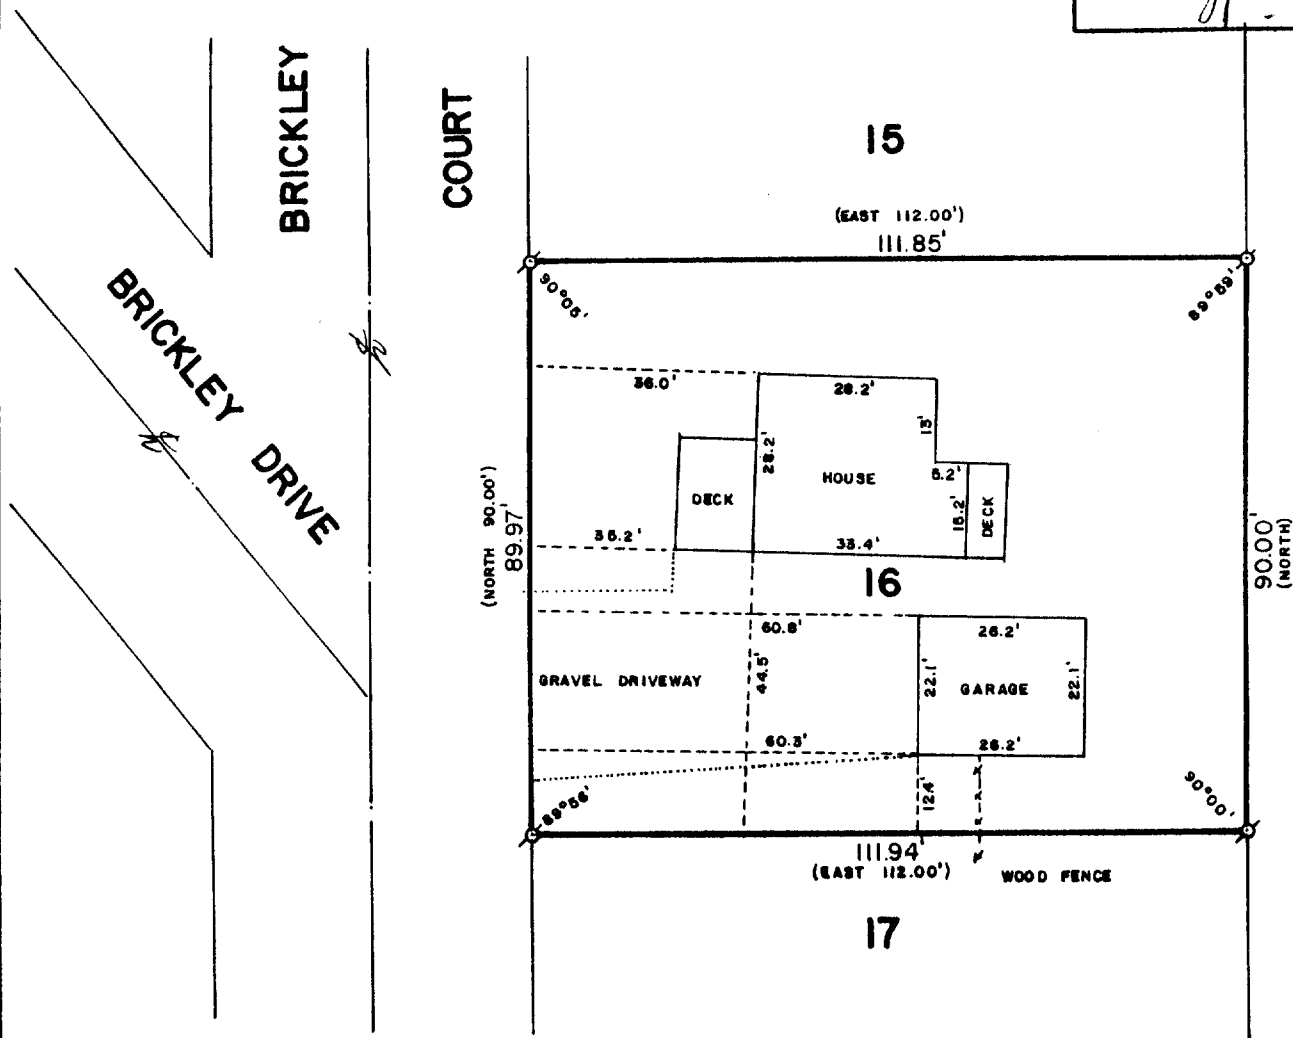 BRICKLEY
COURT
BRICKLEY DRIVE
15
(EAST 112.00')
111.85'
90°05'
89°59'
36.0'
28.2'
13'
28.2'
HOUSE
5.2'
DECK
15.2'
DECK
35.2'
33.4'
(NORTH 90.00')
89.97'
90.00'
(NORTH)
16
60.8'
26.2'
GRAVEL DRIVEWAY
44.5'
22.1'
GARAGE
22.1'
60.3'
26.2'
89°56'
12.4'
90°00'
111.94'
(EAST 112.00')
WOOD FENCE
17